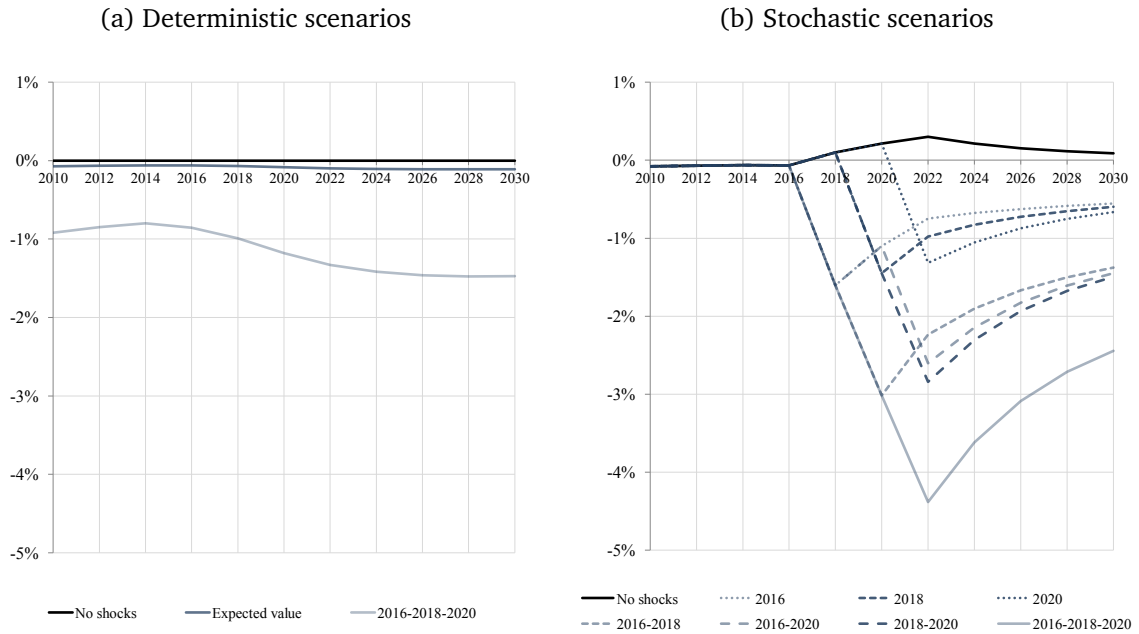 (a) Deterministic scenarios
1%
0%
2010 2012 2014 2016 2018 2020 2022 2024 2026 2028 2030
-1%
-2%
-3%
-4%
-5%
No shocks Expected value 2016-2018-2020
(b) Stochastic scenarios
1%
0%
2010 2012 2014 2016 2018 2020 2022 2024 2026 2028 2030
-1%
-2%
-3%
-4%
-5%
No shocks 2016 2018 2020
2016-2018 2016-2020 2018-2020 2016-2018-2020